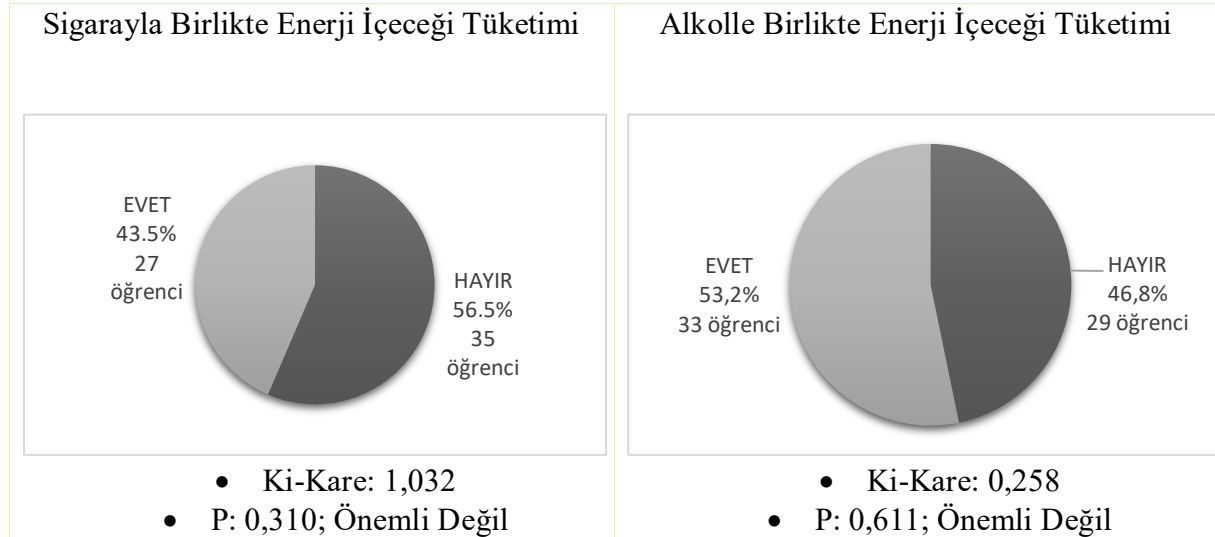 Sigarayla Birlikte Enerji İçeceği Tüketimi
EVET
43.5%
27
öğrenci
HAYIR
56.5%
35
öğrenci
• Ki-Kare: 1,032
• P: 0,310; Önemli Değil
Alkolle Birlikte Enerji İçeceği Tüketimi
EVET
53,2%
33 öğrenci
HAYIR
46,8%
29 öğrenci
• Ki-Kare: 0,258
• P: 0,611; Önemli Değil